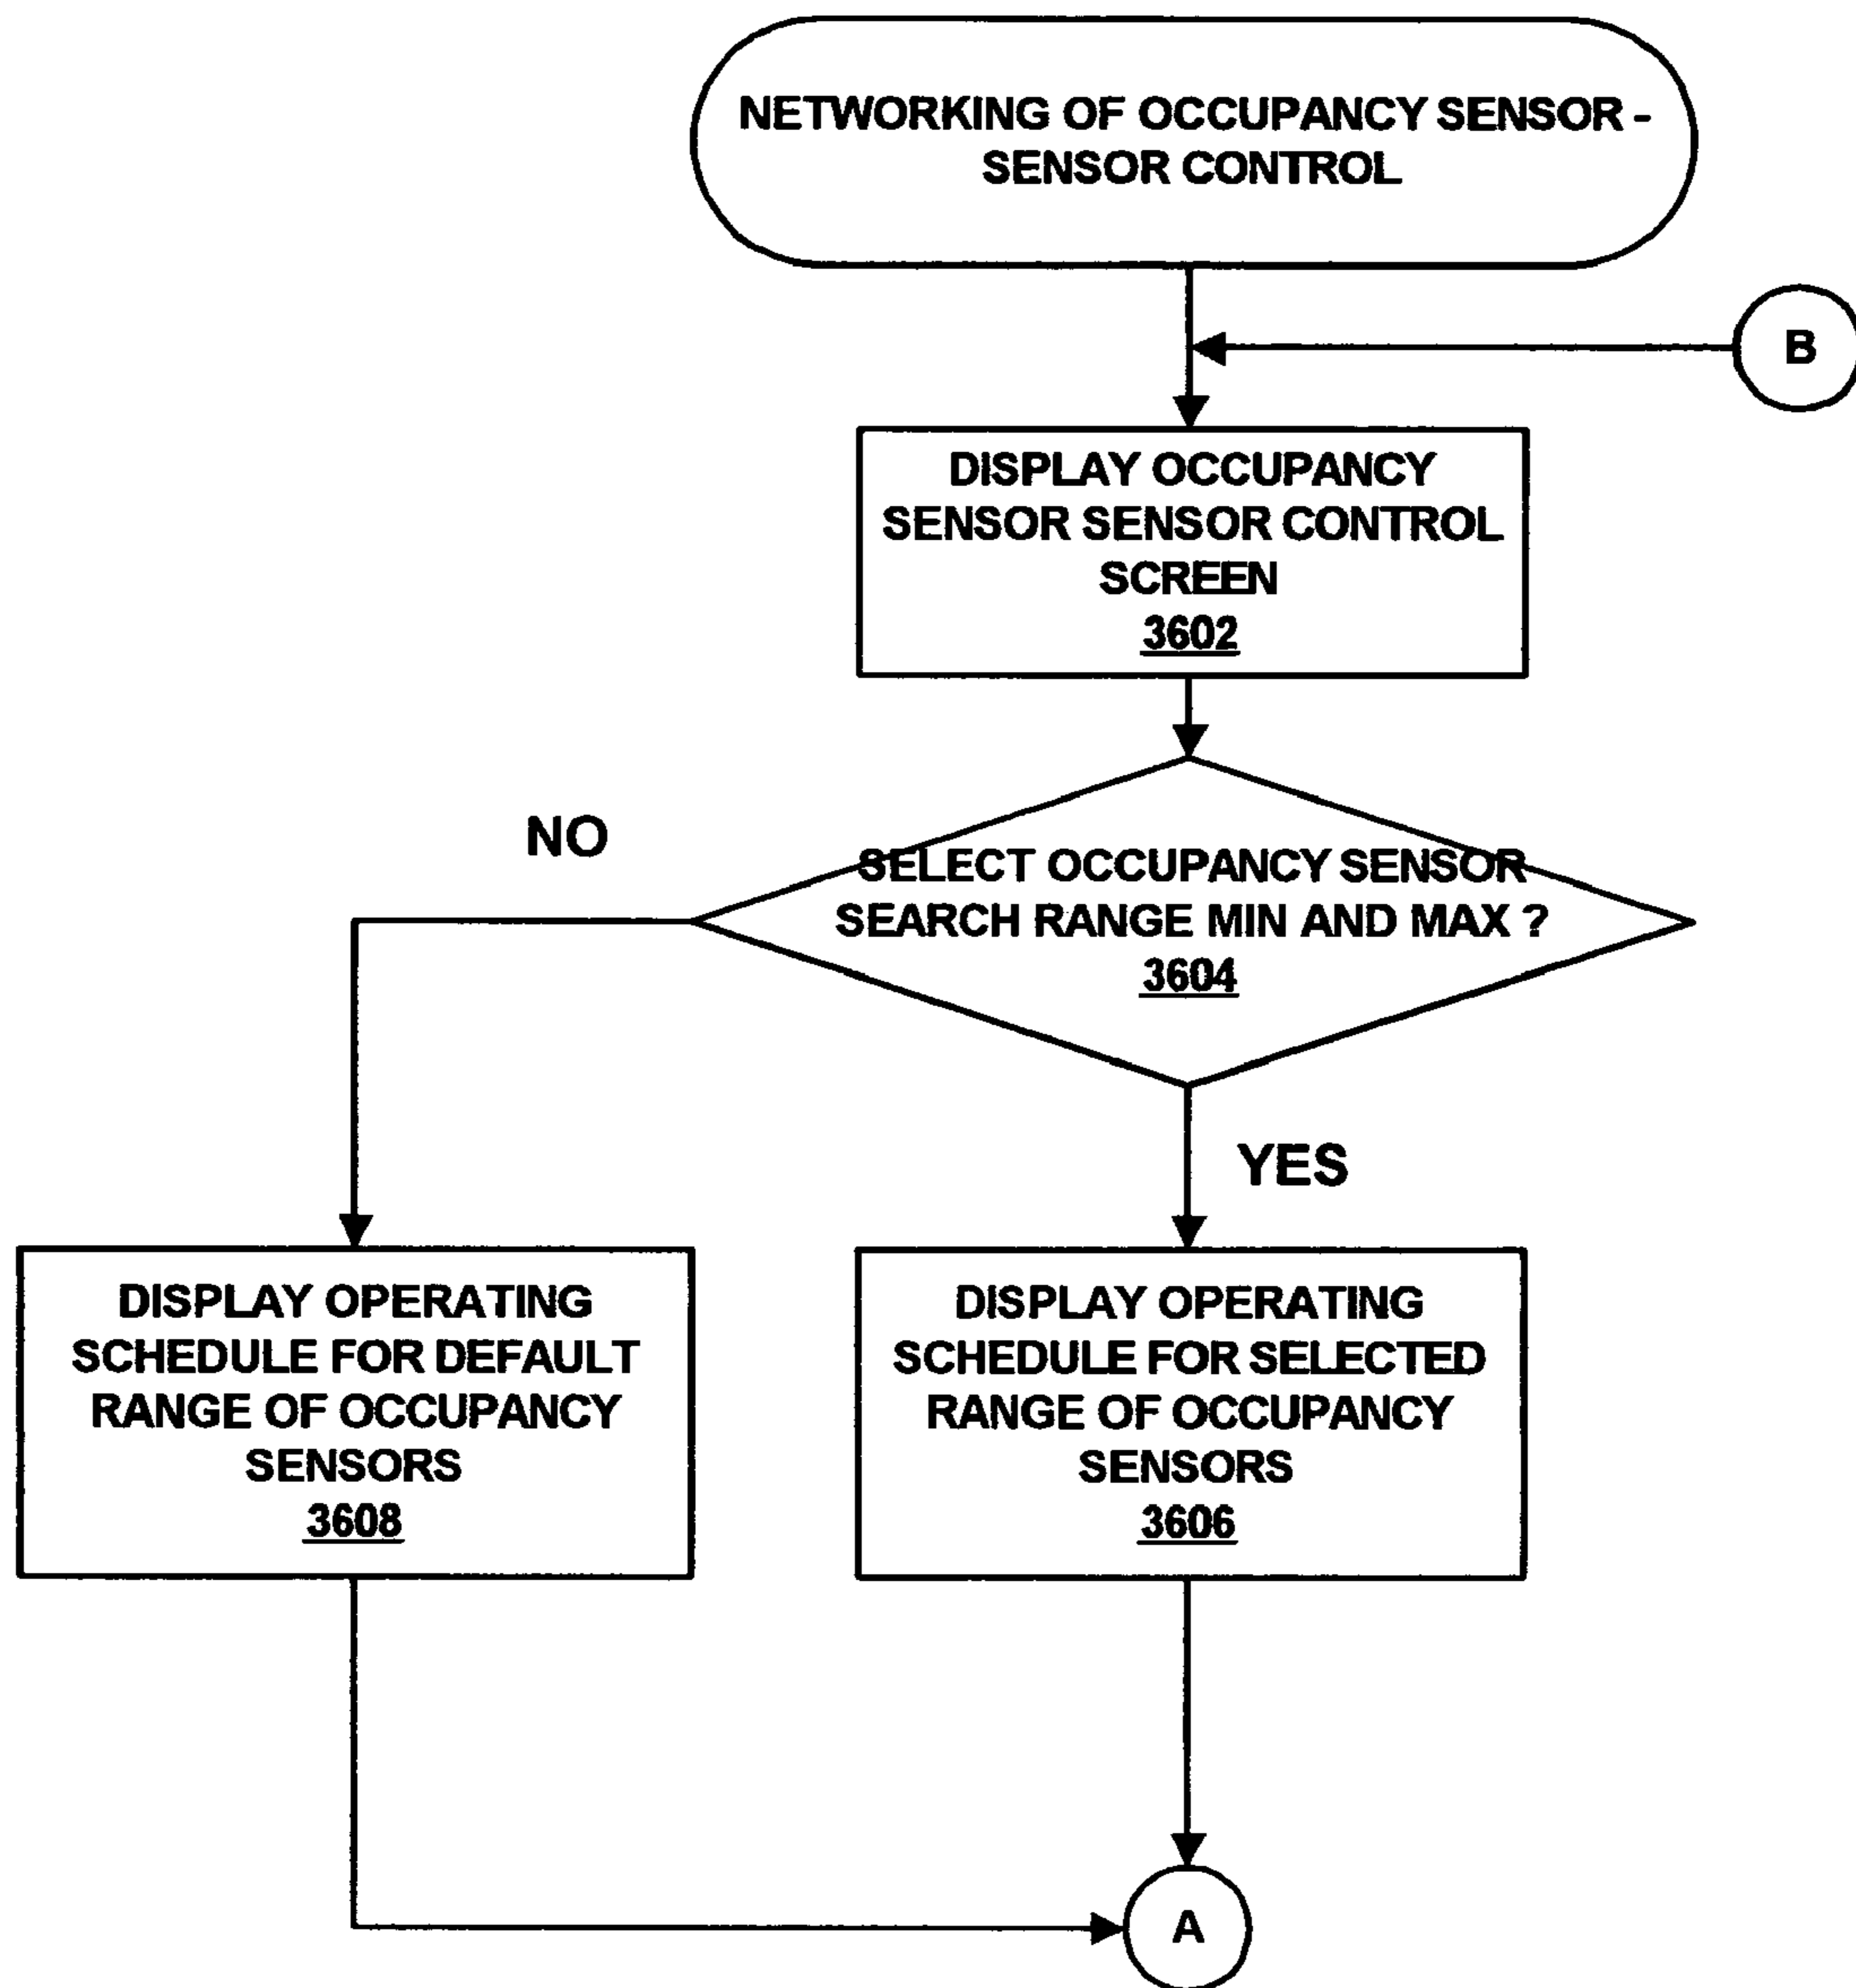 NETWORKING OF OCCUPANCY SENSOR -
SENSOR CONTROL
B
DISPLAY OCCUPANCY
SENSOR SENSOR CONTROL
SCREEN
3602
NO
SELECT OCCUPANCY SENSOR
SEARCH RANGE MIN AND MAX ?
3604
YES
DISPLAY OPERATING
SCHEDULE FOR DEFAULT
RANGE OF OCCUPANCY
SENSORS
3608
DISPLAY OPERATING
SCHEDULE FOR SELECTED
RANGE OF OCCUPANCY
SENSORS
3606
A